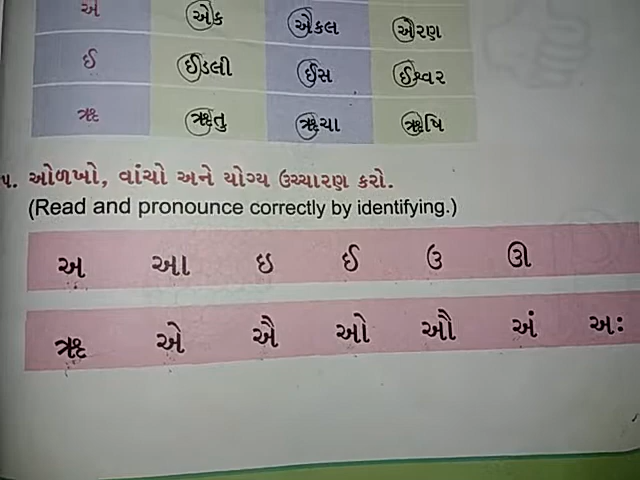 એ એક એકલ ઐરણ
ઈ ઈડલી ઈસ ઈશ્વર
ઋ ઋતુ ઋચા ઋષિ
૫. ઓળખો, વાંચો અને યોગ્ય ઉચ્ચારણ કરો.
(Read and pronounce correctly by identifying.)
અ આ ઇ ઈ ઉ ઊ
ઋ એ ઐ ઓ ઔ અં અઃ